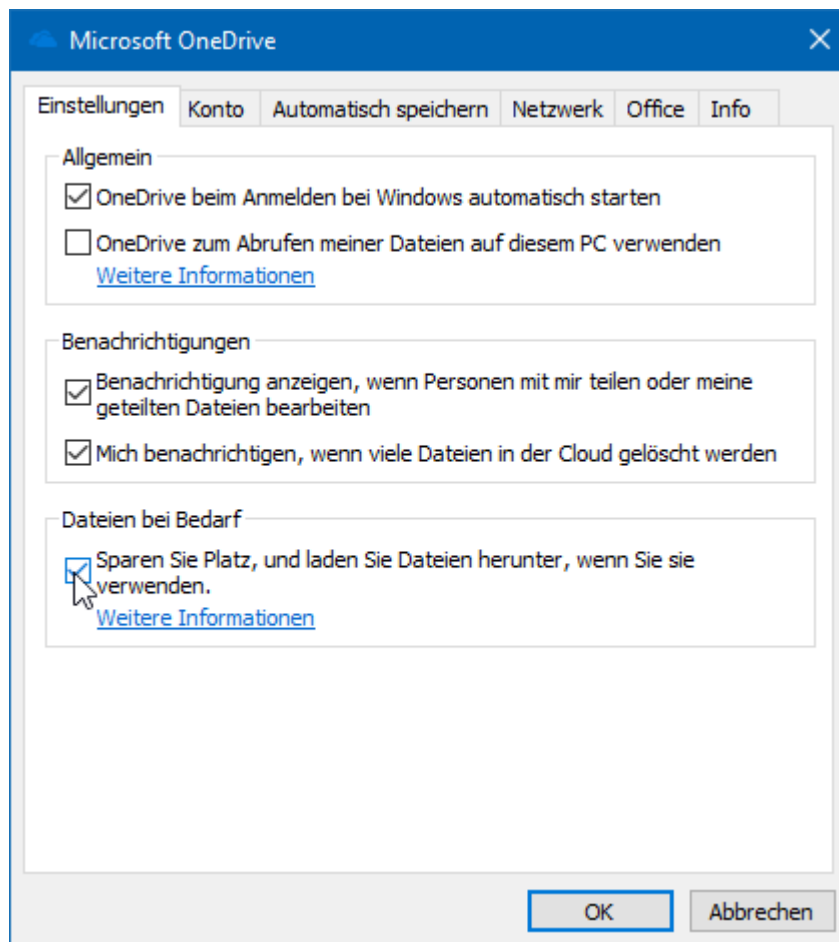 Microsoft OneDrive
Einstellungen Konto Automatisch speichern Netzwerk Office Info
Allgemein
OneDrive beim Anmelden bei Windows automatisch starten
OneDrive zum Abrufen meiner Dateien auf diesem PC verwenden
Weitere Informationen
Benachrichtigungen
Benachrichtigung anzeigen, wenn Personen mit mir teilen oder meine
geteilten Dateien bearbeiten
Mich benachrichtigen, wenn viele Dateien in der Cloud gelöscht werden
Dateien bei Bedarf
Sparen Sie Platz, und laden Sie Dateien herunter, wenn Sie sie
verwenden.
Weitere Informationen
OK Abbrechen